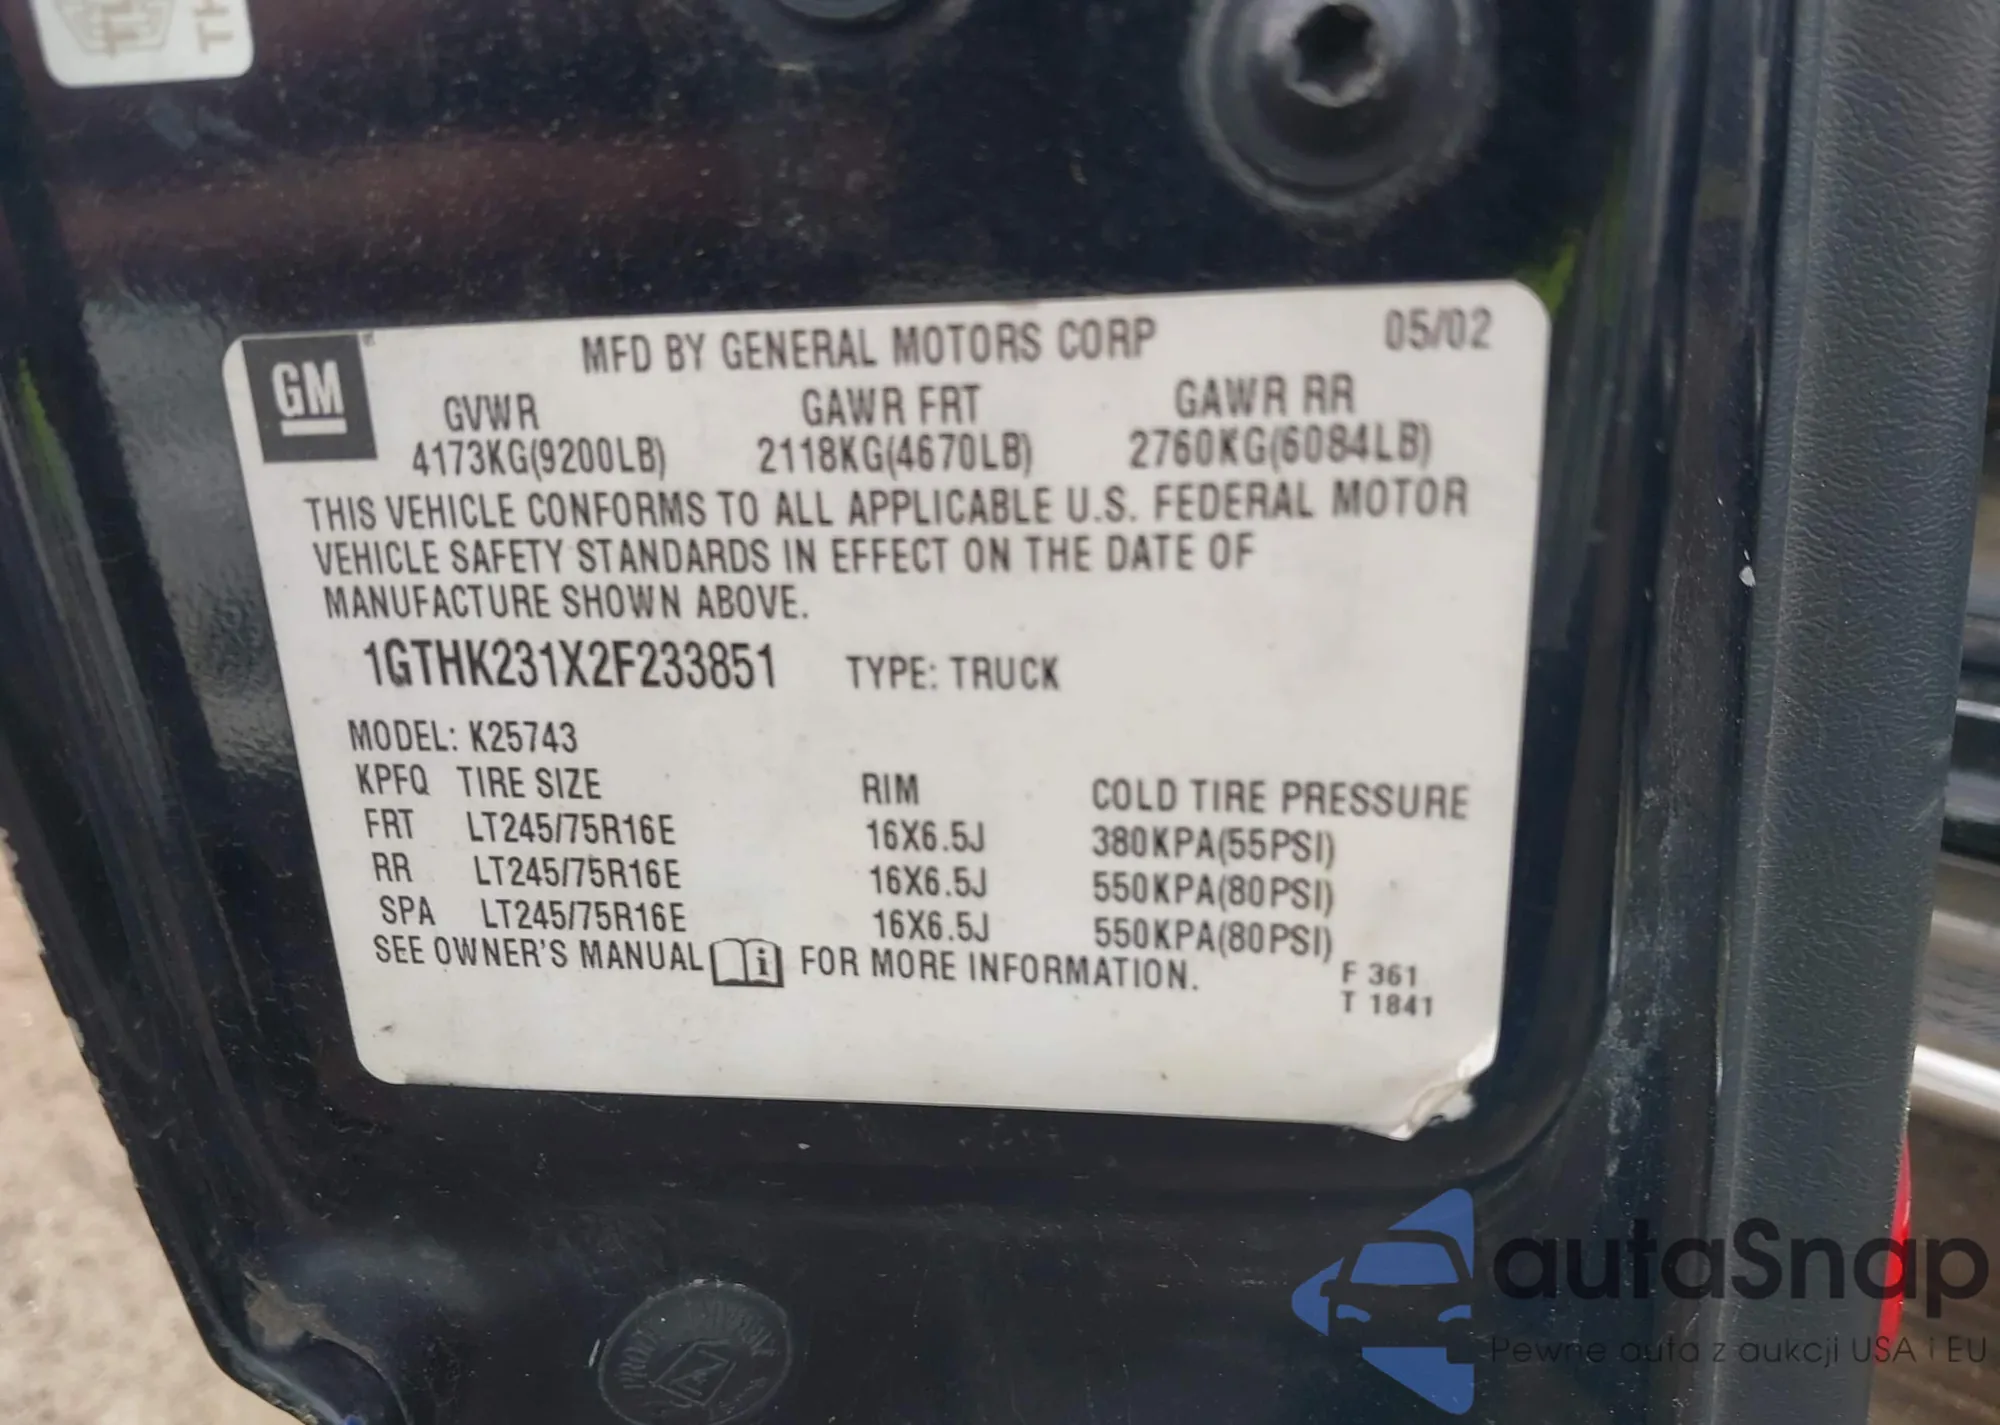 GM
MFD BY GENERAL MOTORS CORP 05/02
GVWR GAWR FRT GAWR RR
4173KG(9200LB) 2118KG(4670LB) 2760KG(6084LB)
THIS VEHICLE CONFORMS TO ALL APPLICABLE U.S. FEDERAL MOTOR
VEHICLE SAFETY STANDARDS IN EFFECT ON THE DATE OF
MANUFACTURE SHOWN ABOVE.
1GTHK231X2F233851 TYPE: TRUCK
MODEL: K25743
KPFQ TIRE SIZE RIM COLD TIRE PRESSURE
FRT LT245/75R16E 16X6.5J 380KPA(55PSI)
RR LT245/75R16E 16X6.5J 550KPA(80PSI)
SPA LT245/75R16E 16X6.5J 550KPA(80PSI)
SEE OWNER'S MANUAL i FOR MORE INFORMATION.
F 361
T 1841
autaSnap
Pewne auta z aukcji USA i EU